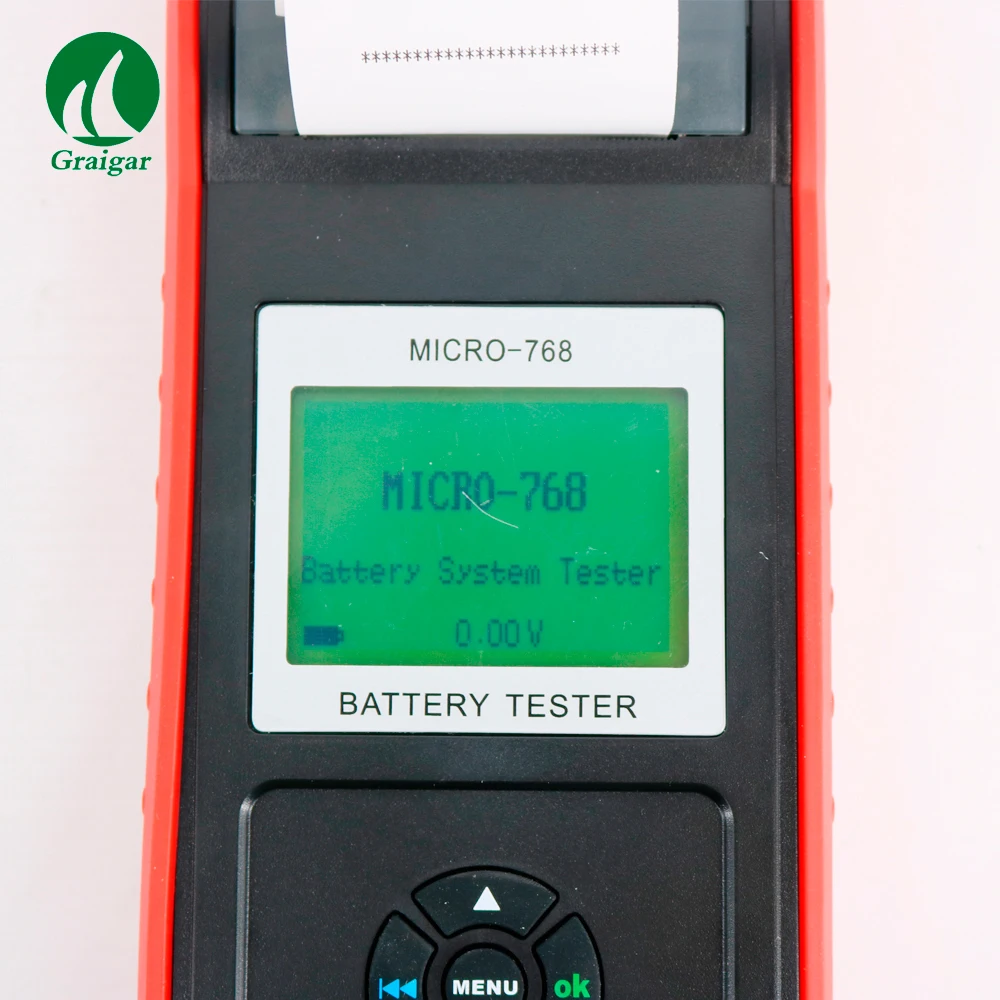 *************************
Graigar
MICRO-768
MICRO-768
Battery System Tester
0.00V
BATTERY TESTER
MENU
ok